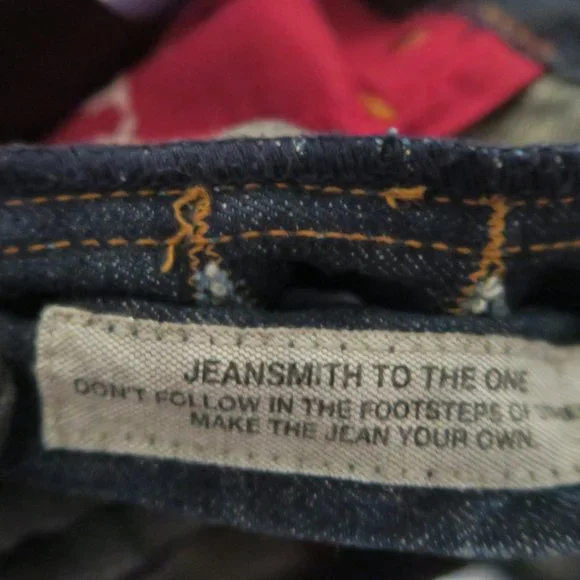 JEANSMITH TO THE ONE
DON'T FOLLOW IN THE FOOTSTEPS OF
MAKE THE JEAN YOUR OWN.